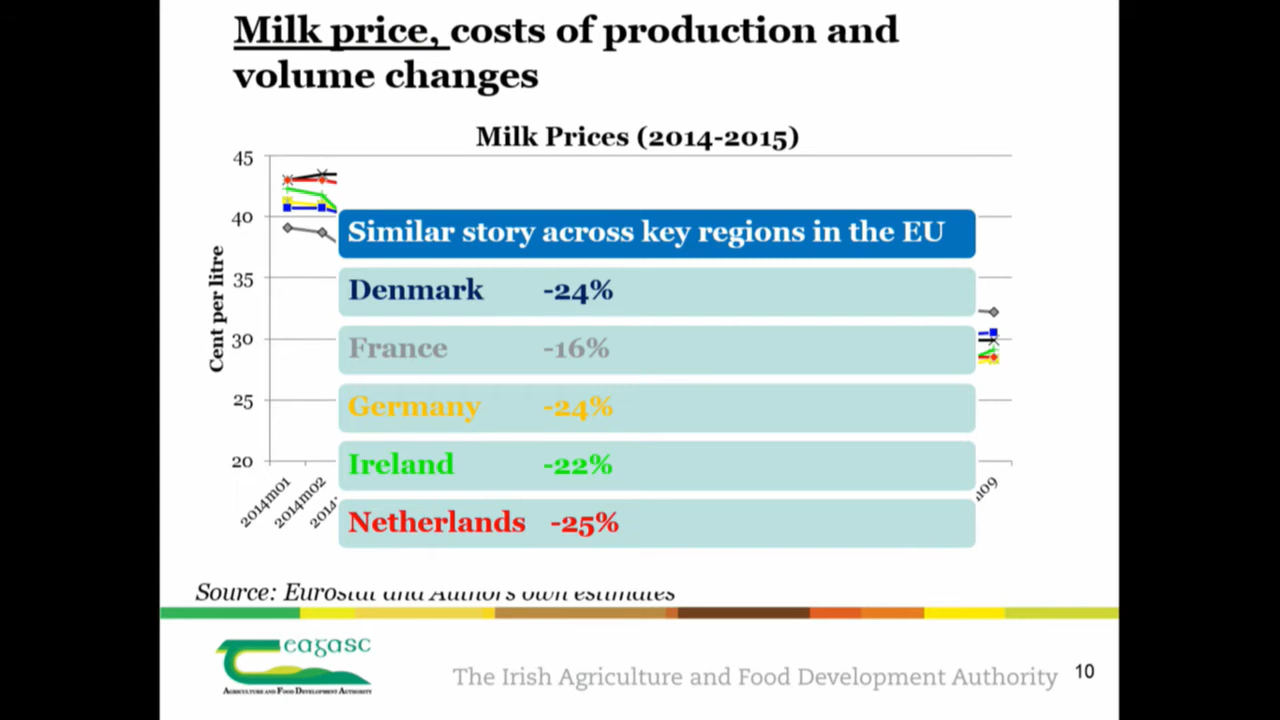 Milk price, costs of production and
volume changes
Milk Prices (2014-2015)
Cent per litre
45
40
35
30
25
20
2014m01
2014m02
Similar story across key regions in the EU
Denmark -24%
France -16%
Germany -24%
Ireland -22%
Netherlands -25%
Source: Eurostat and Author's own estimates
eagasc
AGRICULTURE AND FOOD DEVELOPMENT AUTHORITY
The Irish Agriculture and Food Development Authority 10